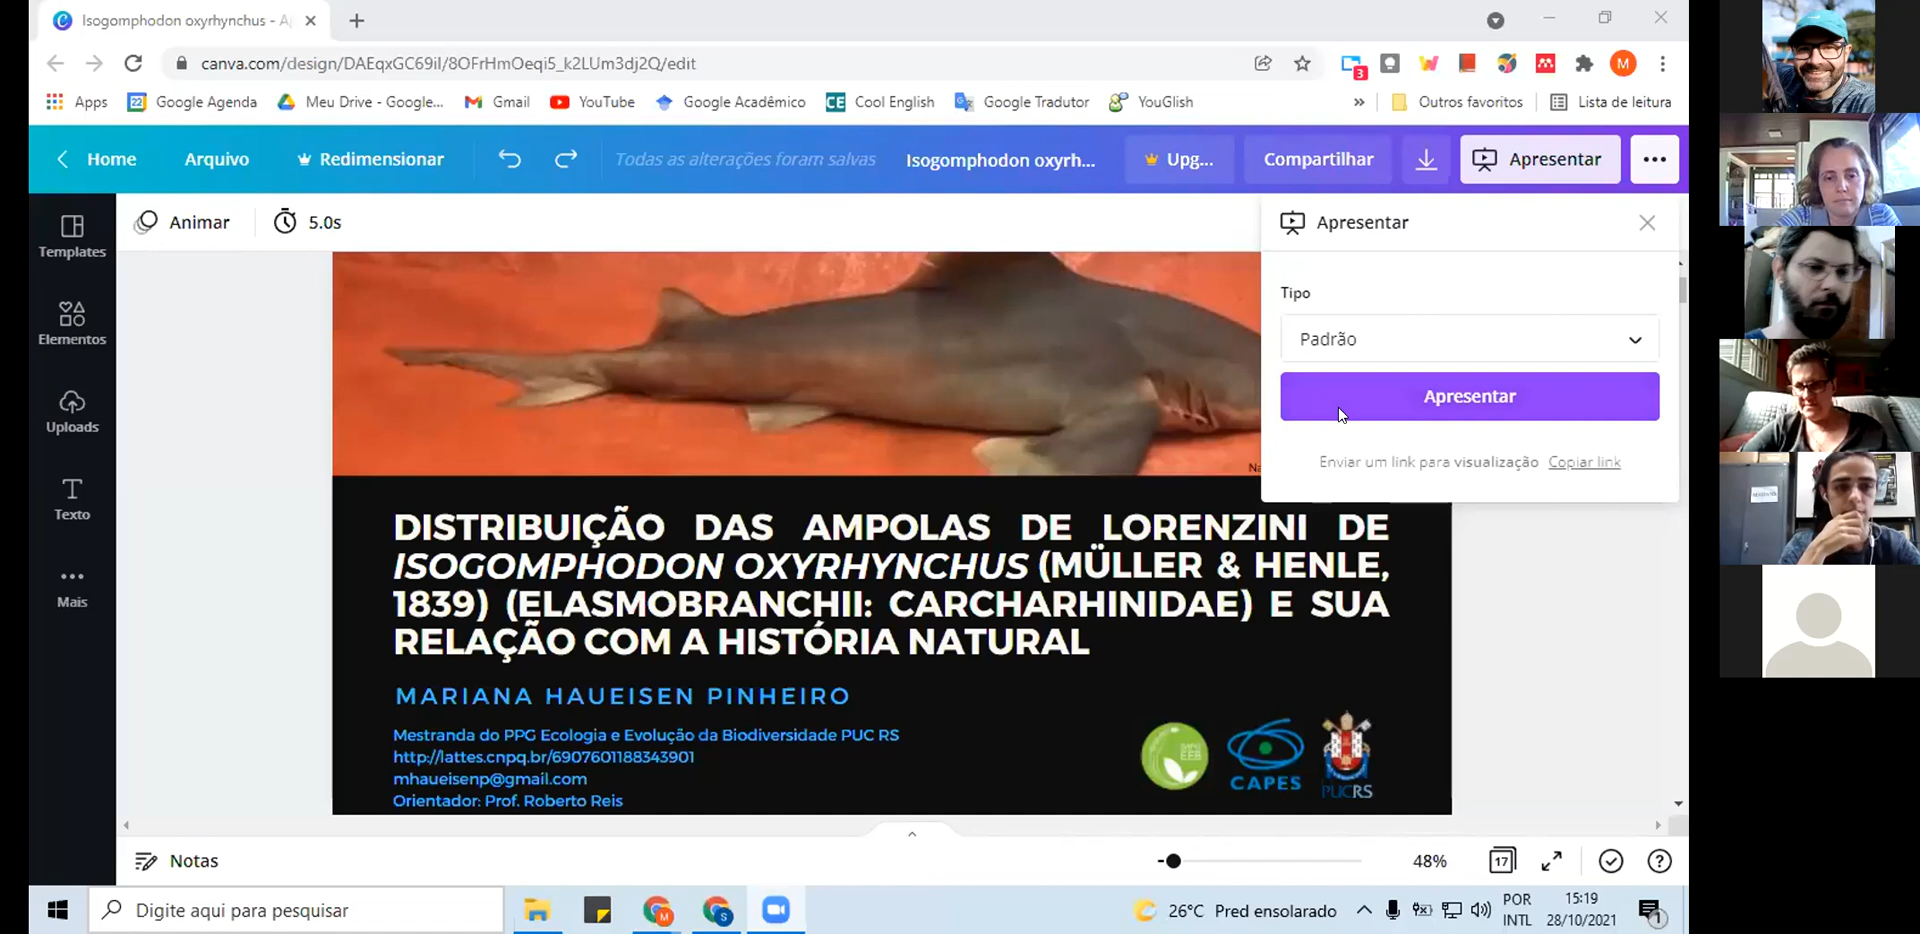 Isogomphodon oxyrhynchus - A
canva.com/design/DAEqxGC69iI/8OFrHmOeqi5_k2LUm3dj2Q/edit
3
M
Apps
22
Google Agenda
Meu Drive - Google...
Gmail
YouTube
Google Acadêmico
CE
Cool English
Google Tradutor
YouGlish
»
Outros favoritos
Lista de leitura
Home
Arquivo
Redimensionar
Todas as alterações foram salvas
Isogomphodon oxyrh...
Upg...
Compartilhar
Apresentar
Templates
Elementos
Uploads
Texto
Mais
Animar
5.0s
Apresentar
Tipo
Padrão
Apresentar
Enviar um link para visualização Copiar link
DISTRIBUIÇÃO DAS AMPOLAS DE LORENZINI DE
ISOGOMPHODON OXYRHYNCHUS (MÜLLER & HENLE,
1839) (ELASMOBRANCHII: CARCHARHINIDAE) E SUA
RELAÇÃO COM A HISTÓRIA NATURAL
MARIANA HAUEISEN PINHEIRO
Mestranda do PPG Ecologia e Evolução da Biodiversidade PUC RS
http://lattes.cnpq.br/6907601188343901
mhaueisenp@gmail.com
Orientador: Prof. Roberto Reis
EEB
CAPES
PUCRS
Notas
48%
17
Digite aqui para pesquisar
M
S
26°C Pred ensolarado
POR
INTL
15:19
28/10/2021
1